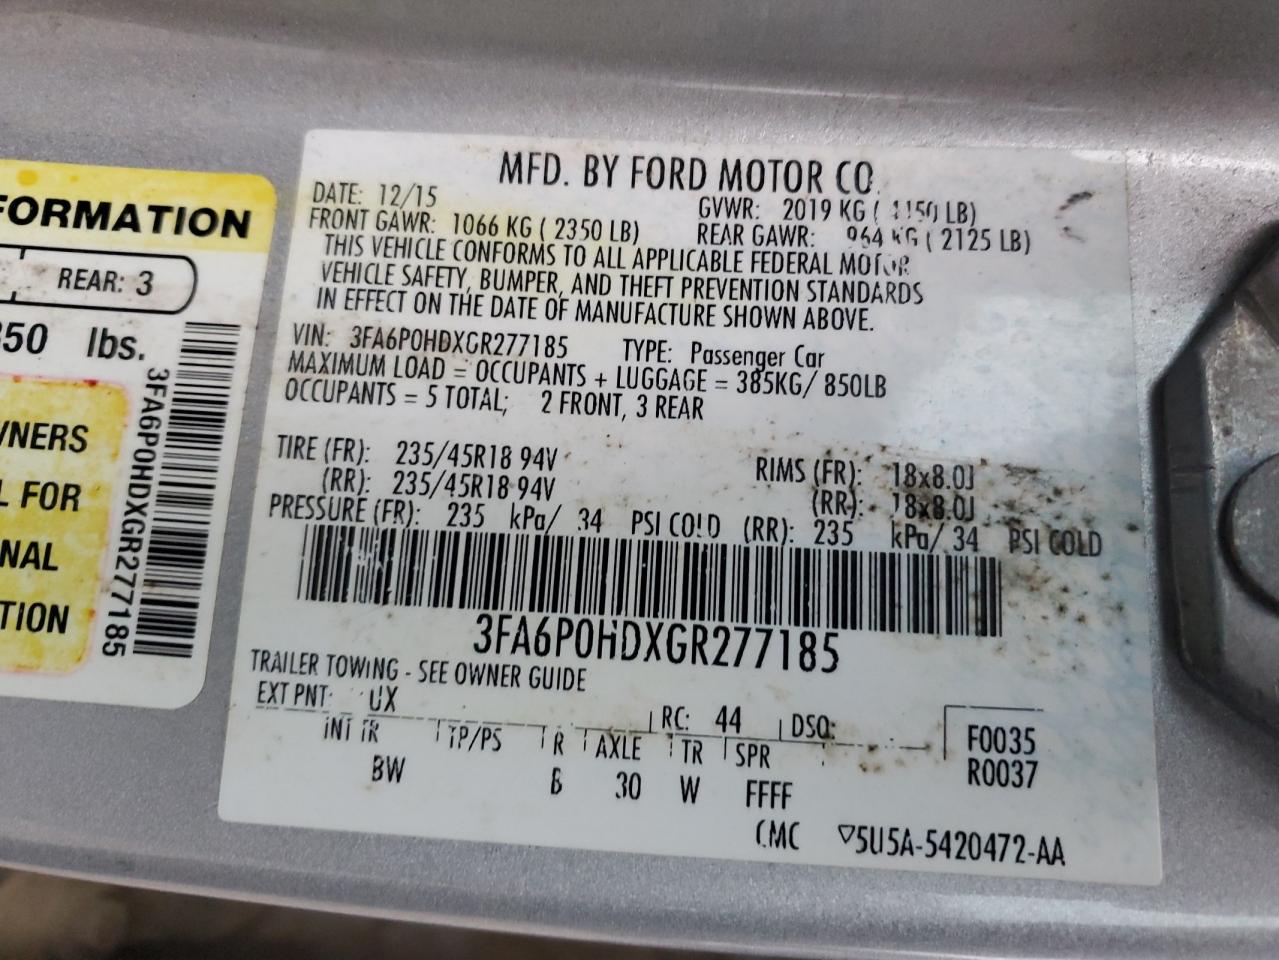 FORMATION
REAR: 3
50 lbs.
3FA6P0HDXGR277185
WNERS
L FOR
NAL
TION
MFD. BY FORD MOTOR CO.
DATE: 12/15
GVWR: 2019 KG ( LB)
FRONT GAWR: 1066 KG ( 2350 LB)
REAR GAWR: 964 KG ( 2125 LB)
THIS VEHICLE CONFORMS TO ALL APPLICABLE FEDERAL MOTOR
VEHICLE SAFETY, BUMPER, AND THEFT PREVENTION STANDARDS
IN EFFECT ON THE DATE OF MANUFACTURE SHOWN ABOVE.
VIN: 3FA6P0HDXGR277185 TYPE: Passenger Car
MAXIMUM LOAD = OCCUPANTS + LUGGAGE = 385KG/ 850LB
OCCUPANTS = 5 TOTAL; 2 FRONT, 3 REAR
TIRE (FR): 235/45R18 94V RIMS (FR): 18x8.0J
(RR): 235/45R18 94V (RR): 18x8.0J
PRESSURE (FR): 235 kPa/ 34 PSI COLD (RR): 235 kPa/ 34 PSI COLD
3FA6P0HDXGR277185
TRAILER TOWING - SEE OWNER GUIDE
EXT PNT: UX RC: 44 DSO: F0035
INT TR TP/PS R AXLE TR SPR R0037
BW B 30 W FFFF
CMC ▽5U5A-5420472-AA